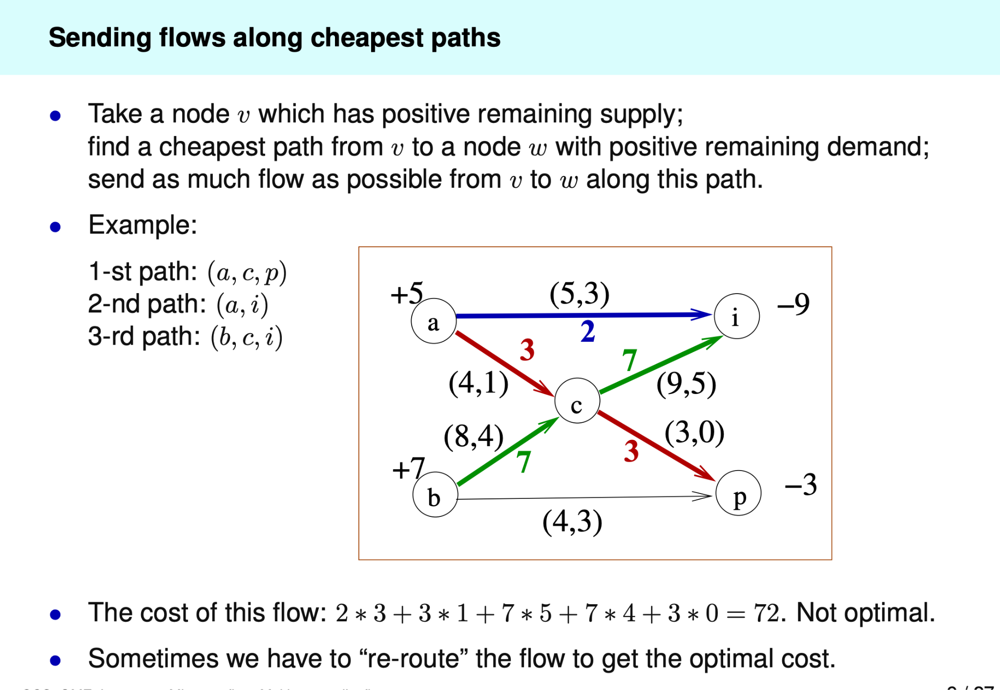 Sending flows along cheapest paths
• Take a node v which has positive remaining supply;
find a cheapest path from v to a node w with positive remaining demand;
send as much flow as possible from v to w along this path.
• Example:
1-st path: (a, c, p)
2-nd path: (a, i)
3-rd path: (b, c, i)
+5
(5,3)
–9
a
i
2
3
7
(4,1)
(9,5)
c
(8,4)
(3,0)
3
7
+7
–3
b
p
(4,3)
• The cost of this flow: 2 ∗ 3 + 3 ∗ 1 + 7 ∗ 5 + 7 ∗ 4 + 3 ∗ 0 = 72. Not optimal.
• Sometimes we have to “re-route” the flow to get the optimal cost.